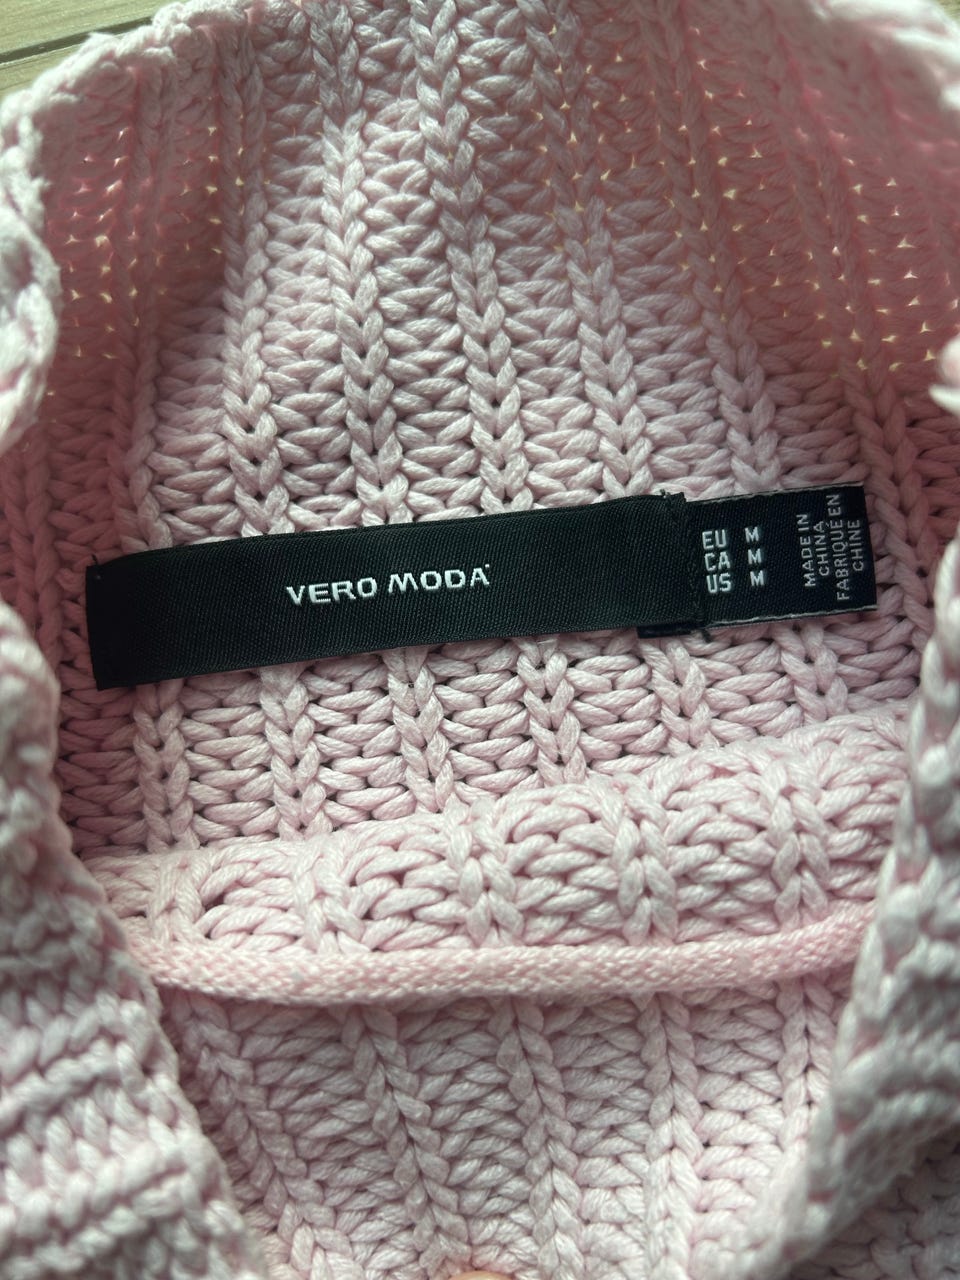 VERO MODA
EU M
CA M
US M
MADE IN
CHINA
FABRIQUÉ EN
CHINE